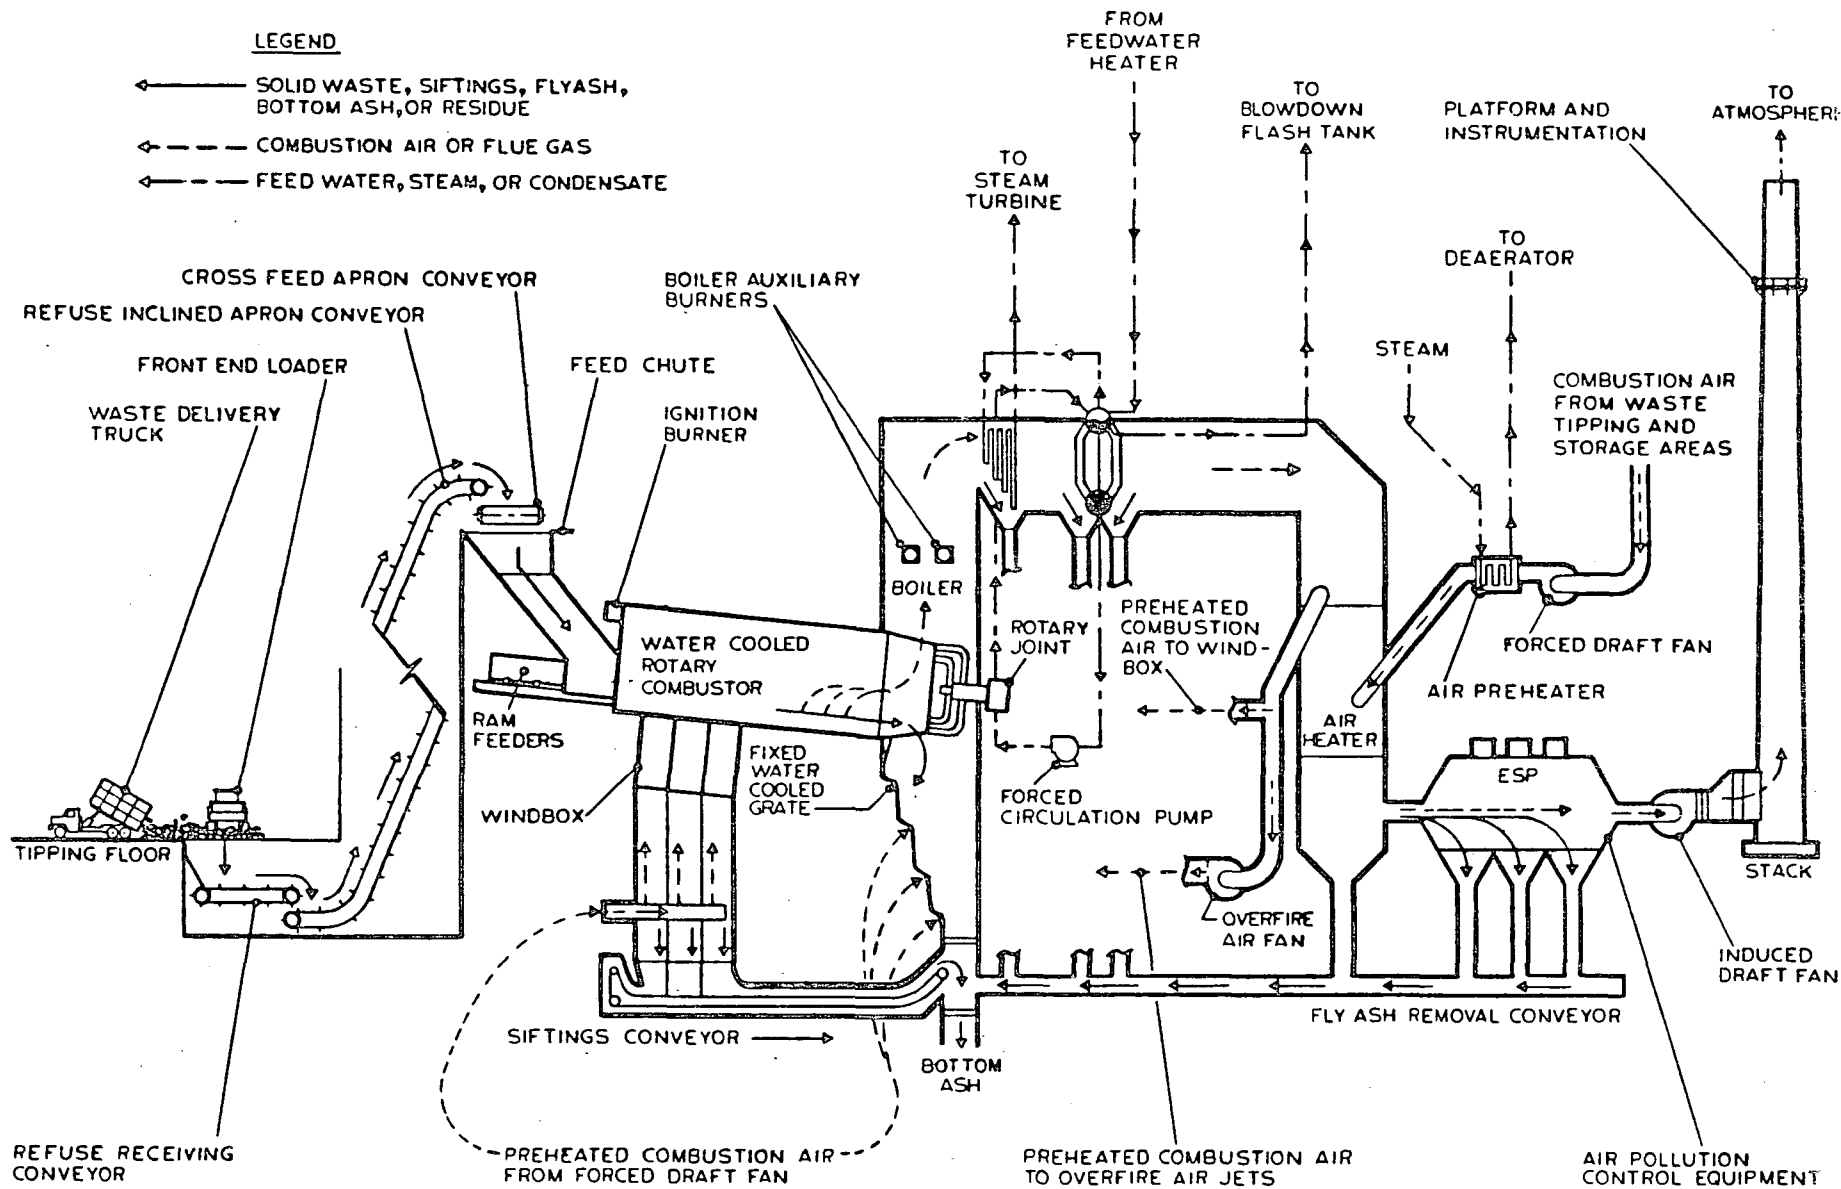 LEGEND
SOLID WASTE, SIFTINGS, FLYASH,
BOTTOM ASH, OR RESIDUE
COMBUSTION AIR OR FLUE GAS
FEED WATER, STEAM, OR CONDENSATE
FROM
FEEDWATER
HEATER
TO
BLOWDOWN
FLASH TANK
PLATFORM AND
INSTRUMENTATION
TO
ATMOSPHERE
TO
STEAM
TURBINE
TO
DEAERATOR
CROSS FEED APRON CONVEYOR
REFUSE INCLINED APRON CONVEYOR
FRONT END LOADER
WASTE DELIVERY
TRUCK
BOILER AUXILIARY
BURNERS
FEED CHUTE
IGNITION
BURNER
STEAM
COMBUSTION AIR
FROM WASTE
TIPPING AND
STORAGE AREAS
BOILER
WATER COOLED
ROTARY
COMBUSTOR
ROTARY
JOINT
PREHEATED
COMBUSTION
AIR TO WIND-
BOX
FORCED DRAFT FAN
AIR PREHEATER
RAM
FEEDERS
FIXED
WATER
COOLED
GRATE
WINDBOX
FORCED
CIRCULATION PUMP
AIR
HEATER
ESP
TIPPING FLOOR
STACK
OVERFIRE
AIR FAN
INDUCED
DRAFT FAN
FLY ASH REMOVAL CONVEYOR
SIFTINGS CONVEYOR
BOTTOM
ASH
REFUSE RECEIVING
CONVEYOR
PREHEATED COMBUSTION AIR
FROM FORCED DRAFT FAN
PREHEATED COMBUSTION AIR
TO OVERFIRE AIR JETS
AIR POLLUTION
CONTROL EQUIPMENT